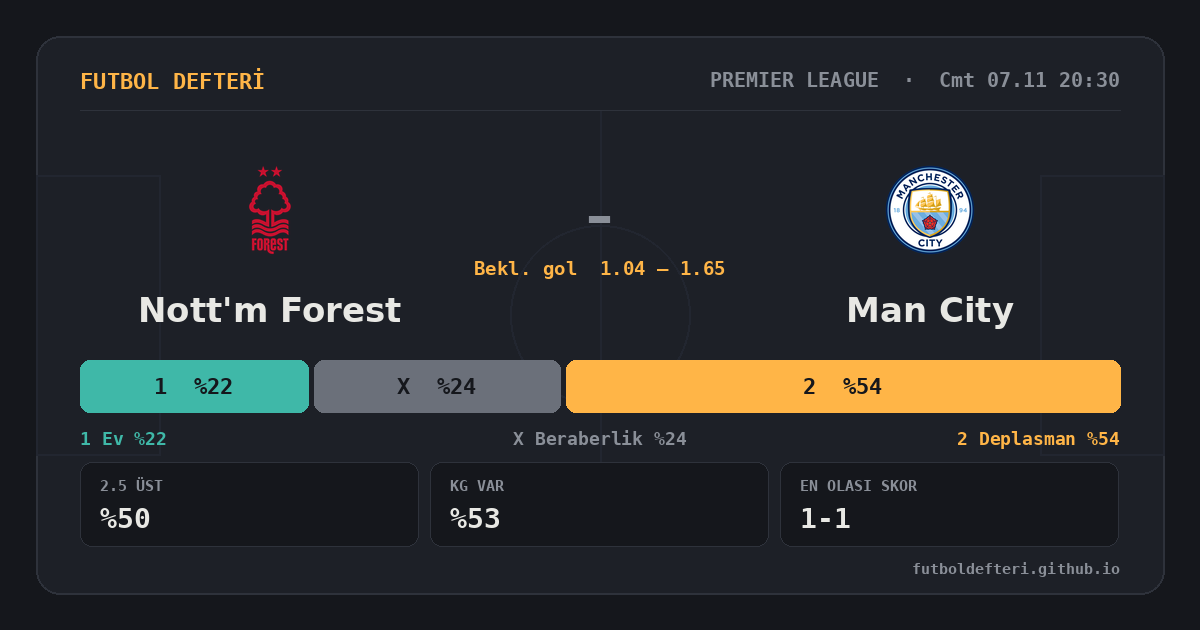 FUTBOL DEFTERİ
PREMIER LEAGUE · Cmt 07.11 20:30
FOREST
MANCHESTER
18 94
CITY
–
Bekl. gol 1.04 – 1.65
Nott'm Forest
Man City
1 %22
X %24
2 %54
1 Ev %22
X Beraberlik %24
2 Deplasman %54
2.5 ÜST
%50
KG VAR
%53
EN OLASI SKOR
1-1
futboldefteri.github.io